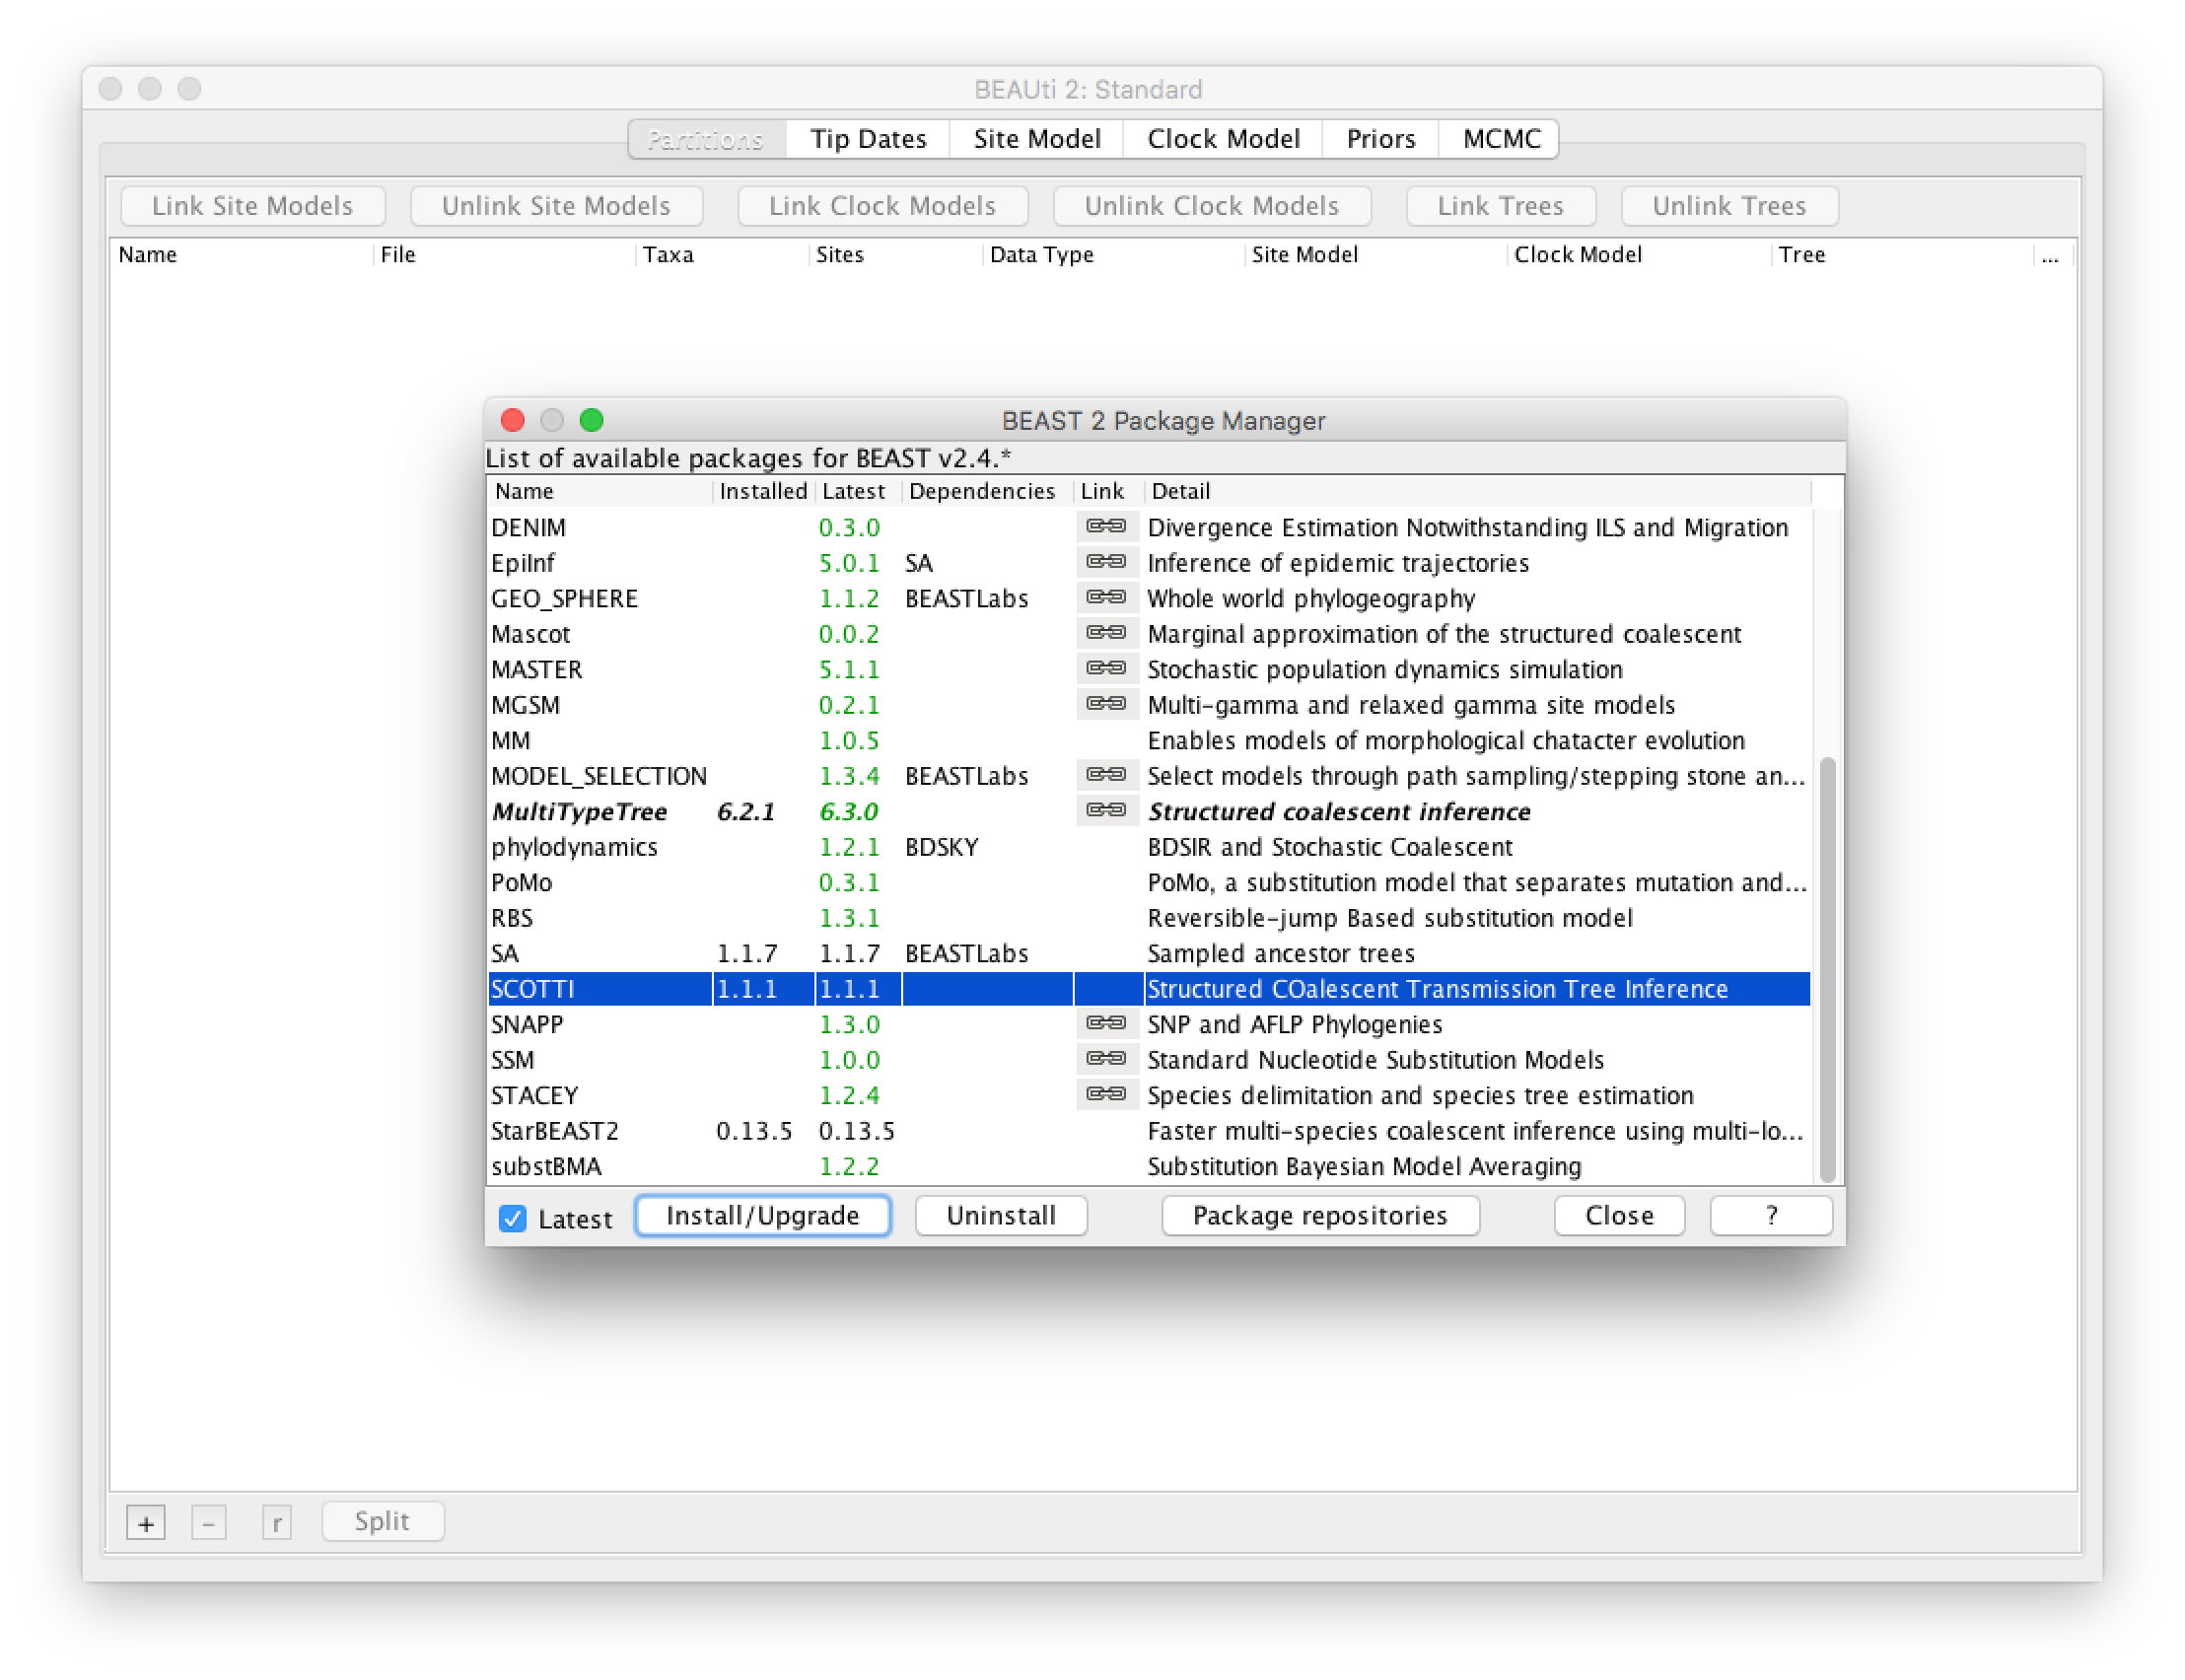 BEAUti 2: Standard
Partitions Tip Dates Site Model Clock Model Priors MCMC
Link Site Models Unlink Site Models Link Clock Models Unlink Clock Models Link Trees Unlink Trees
Name File Taxa Sites Data Type Site Model Clock Model Tree ...
BEAST 2 Package Manager
List of available packages for BEAST v2.4.*
Name Installed Latest Dependencies Link Detail
DENIM 0.3.0 Divergence Estimation Notwithstanding ILS and Migration
EpiInf 5.0.1 SA Inference of epidemic trajectories
GEO_SPHERE 1.1.2 BEASTLabs Whole world phylogeography
Mascot 0.0.2 Marginal approximation of the structured coalescent
MASTER 5.1.1 Stochastic population dynamics simulation
MGSM 0.2.1 Multi-gamma and relaxed gamma site models
MM 1.0.5 Enables models of morphological chatacter evolution
MODEL_SELECTION 1.3.4 BEASTLabs Select models through path sampling/stepping stone an...
MultiTypeTree 6.2.1 6.3.0 Structured coalescent inference
phylodynamics 1.2.1 BDSKY BDSIR and Stochastic Coalescent
PoMo 0.3.1 PoMo, a substitution model that separates mutation and...
RBS 1.3.1 Reversible-jump Based substitution model
SA 1.1.7 1.1.7 BEASTLabs Sampled ancestor trees
SCOTTI 1.1.1 1.1.1 Structured COalescent Transmission Tree Inference
SNAPP 1.3.0 SNP and AFLP Phylogenies
SSM 1.0.0 Standard Nucleotide Substitution Models
STACEY 1.2.4 Species delimitation and species tree estimation
StarBEAST2 0.13.5 0.13.5 Faster multi-species coalescent inference using multi-lo...
substBMA 1.2.2 Substitution Bayesian Model Averaging
Latest Install/Upgrade Uninstall Package repositories Close ?
+ - r Split